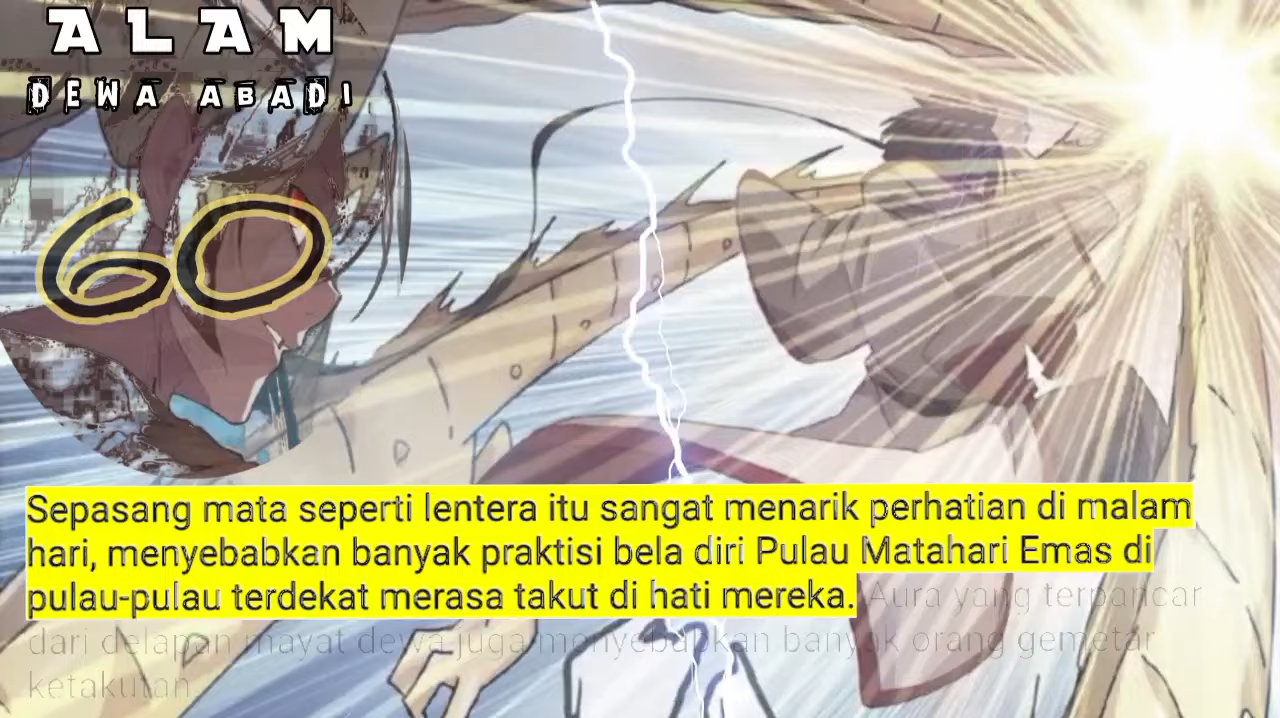 ALAM
DEWA ABADI
60
Sepasang mata seperti lentera itu sangat menarik perhatian di malam
hari, menyebabkan banyak praktisi bela diri Pulau Matahari Emas di
pulau-pulau terdekat merasa takut di hati mereka. Aura yang terpancar
dari delapan mayat dewa juga menyebabkan banyak orang gemetar
ketakutan.